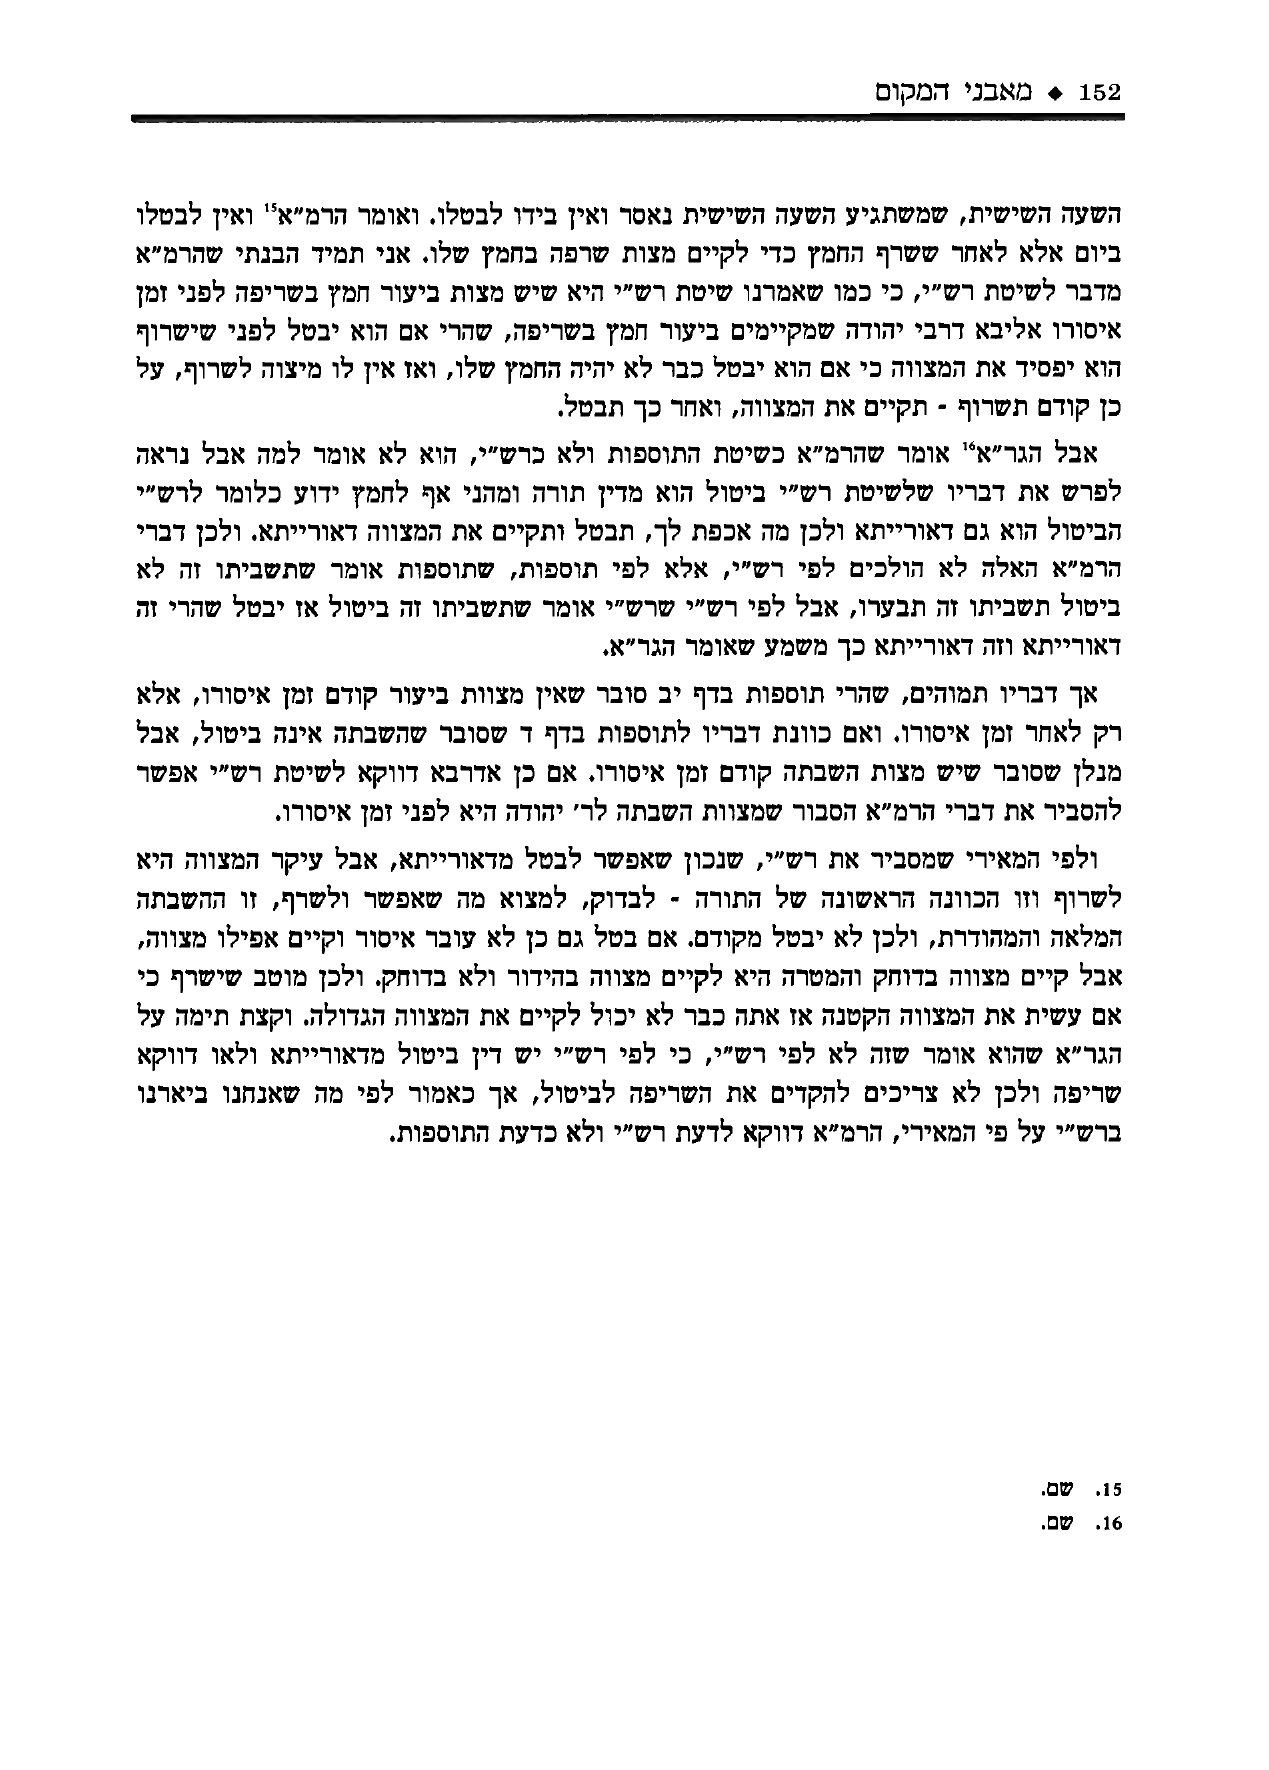 152 ◆ מאבני המקום
השעה השישית, שמשתגיע השעה השישית נאסר ואין בידו לבטלו. ואומר הרמ"א15 ואין לבטלו
ביום אלא לאחר ששרף החמץ כדי לקיים מצות שרפה בחמץ שלו. אני תמיד הבנתי שהרמ"א
מדבר לשיטת רש"י, כי כמו שאמרנו שיטת רש"י היא שיש מצות ביעור חמץ בשריפה לפני זמן
איסורו אליבא דרבי יהודה שמקיימים ביעור חמץ בשריפה, שהרי אם הוא יבטל לפני שישרוף
הוא יפסיד את המצווה כי אם הוא יבטל כבר לא יהיה החמץ שלו, ואז אין לו מיצוה לשרוף, על
כן קודם תשרוף - תקיים את המצווה, ואחר כך תבטל.
אבל הגר"א16 אומר שהרמ"א כשיטת התוספות ולא כרש"י, הוא לא אומר למה אבל נראה
לפרש את דבריו שלשיטת רש"י ביטול הוא מדין תורה ומהני אף לחמץ ידוע כלומר לרש"י
הביטול הוא גם דאורייתא ולכן מה אכפת לך, תבטל ותקיים את המצווה דאורייתא. ולכן דברי
הרמ"א האלה לא הולכים לפי רש"י, אלא לפי תוספות, שתוספות אומר שתשביתו זה לא
ביטול תשביתו זה תבערו, אבל לפי רש"י שרש"י אומר שתשביתו זה ביטול אז יבטל שהרי זה
דאורייתא וזה דאורייתא כך משמע שאומר הגר"א.
אך דבריו תמוהים, שהרי תוספות בדף יב סובר שאין מצוות ביעור קודם זמן איסורו, אלא
רק לאחר זמן איסורו. ואם כוונת דבריו לתוספות בדף ד שסובר שהשבתה אינה ביטול, אבל
מנלן שסובר שיש מצות השבתה קודם זמן איסורו. אם כן אדרבא דווקא לשיטת רש"י אפשר
להסביר את דברי הרמ"א הסבור שמצוות השבתה לר' יהודה היא לפני זמן איסורו.
ולפי המאירי שמסביר את רש"י, שנכון שאפשר לבטל מדאורייתא, אבל עיקר המצווה היא
לשרוף וזו הכוונה הראשונה של התורה - לבדוק, למצוא מה שאפשר ולשרף, זו ההשבתה
המלאה והמהודרת, ולכן לא יבטל מקודם. אם בטל גם כן לא עובר איסור וקיים אפילו מצווה,
אבל קיים מצווה בדוחק והמטרה היא לקיים מצווה בהידור ולא בדוחק. ולכן מוטב שישרף כי
אם עשית את המצווה הקטנה אז אתה כבר לא יכול לקיים את המצווה הגדולה. וקצת תימה על
הגר"א שהוא אומר שזה לא לפי רש"י, כי לפי רש"י יש דין ביטול מדאורייתא ולאו דווקא
שריפה ולכן לא צריכים להקדים את השריפה לביטול, אך כאמור לפי מה שאנחנו ביארנו
ברש"י על פי המאירי, הרמ"א דווקא לדעת רש"י ולא כדעת התוספות.
15. שם.
16. שם.